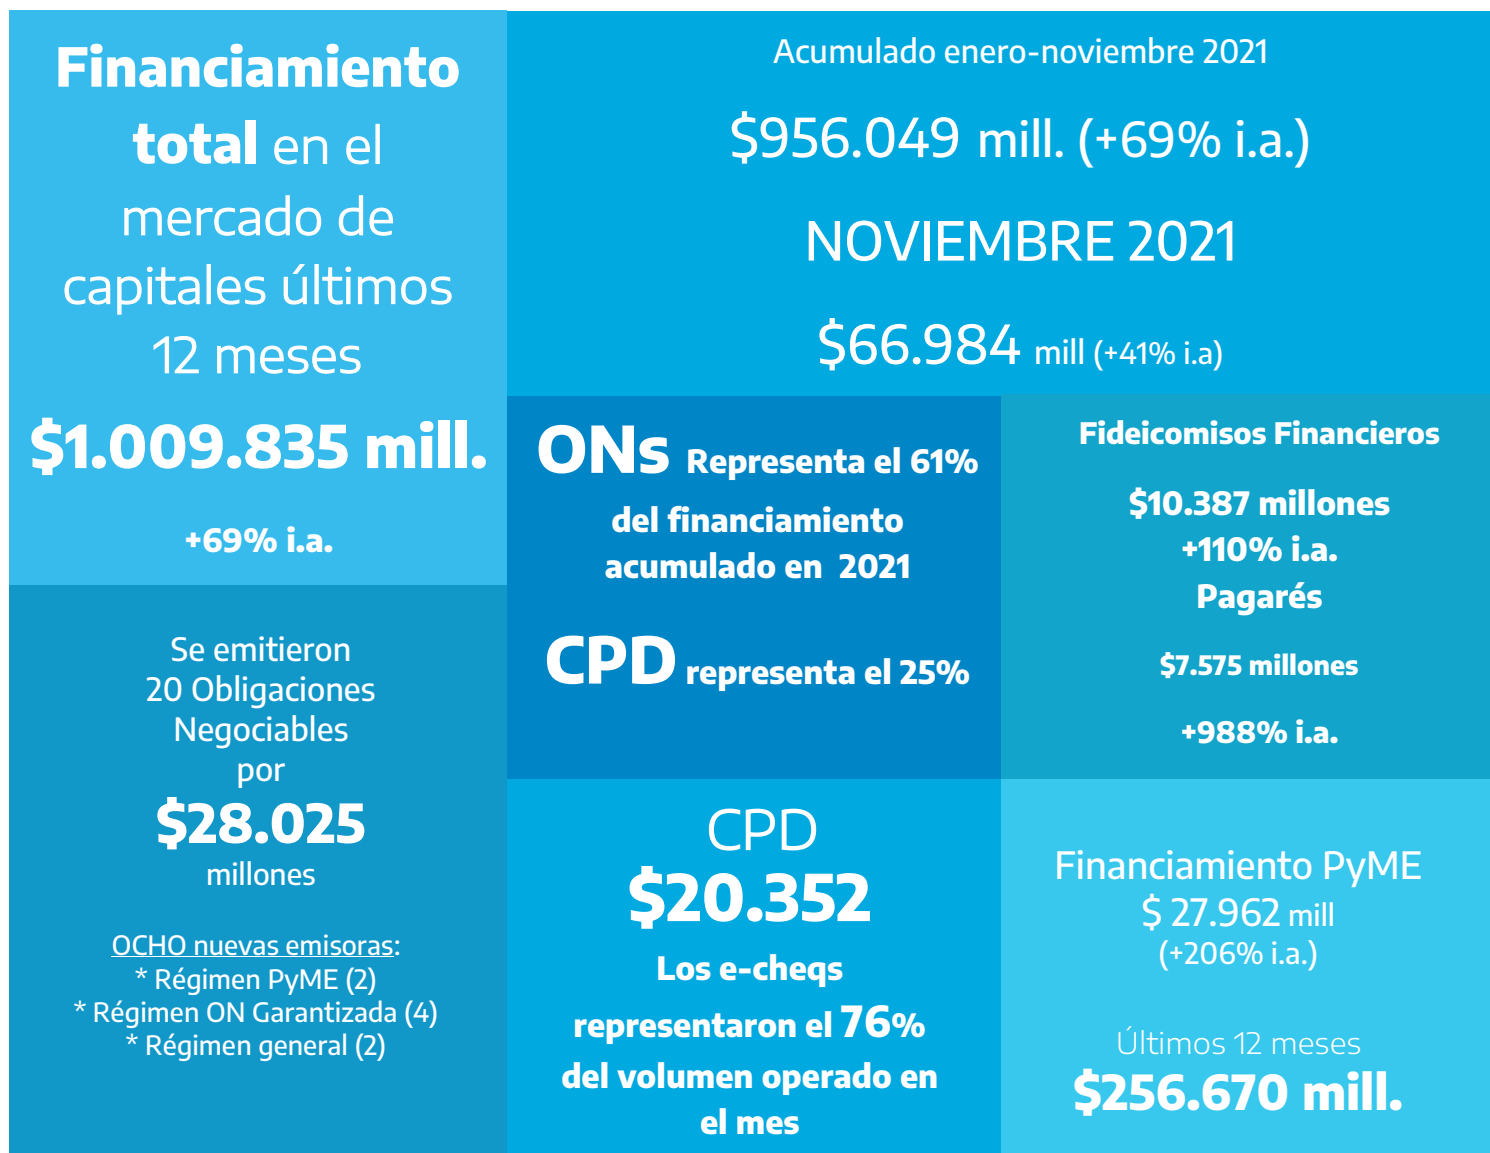 Financiamiento
total en el
mercado de
capitales últimos
12 meses
$1.009.835 mill.
+69% i.a.
Acumulado enero-noviembre 2021
$956.049 mill. (+69% i.a.)
NOVIEMBRE 2021
$66.984 mill (+41% i.a)
ONs Representa el 61%
del financiamiento
acumulado en 2021
CPD representa el 25%
Fideicomisos Financieros
$10.387 millones
+110% i.a.
Pagarés
$7.575 millones
+988% i.a.
Se emitieron
20 Obligaciones
Negociables
por
$28.025
millones
OCHO nuevas emisoras:
* Régimen PyME (2)
* Régimen ON Garantizada (4)
* Régimen general (2)
CPD
$20.352
Los e-cheqs
representaron el 76%
del volumen operado en
el mes
Financiamiento PyME
$ 27.962 mill
(+206% i.a.)
Últimos 12 meses
$256.670 mill.